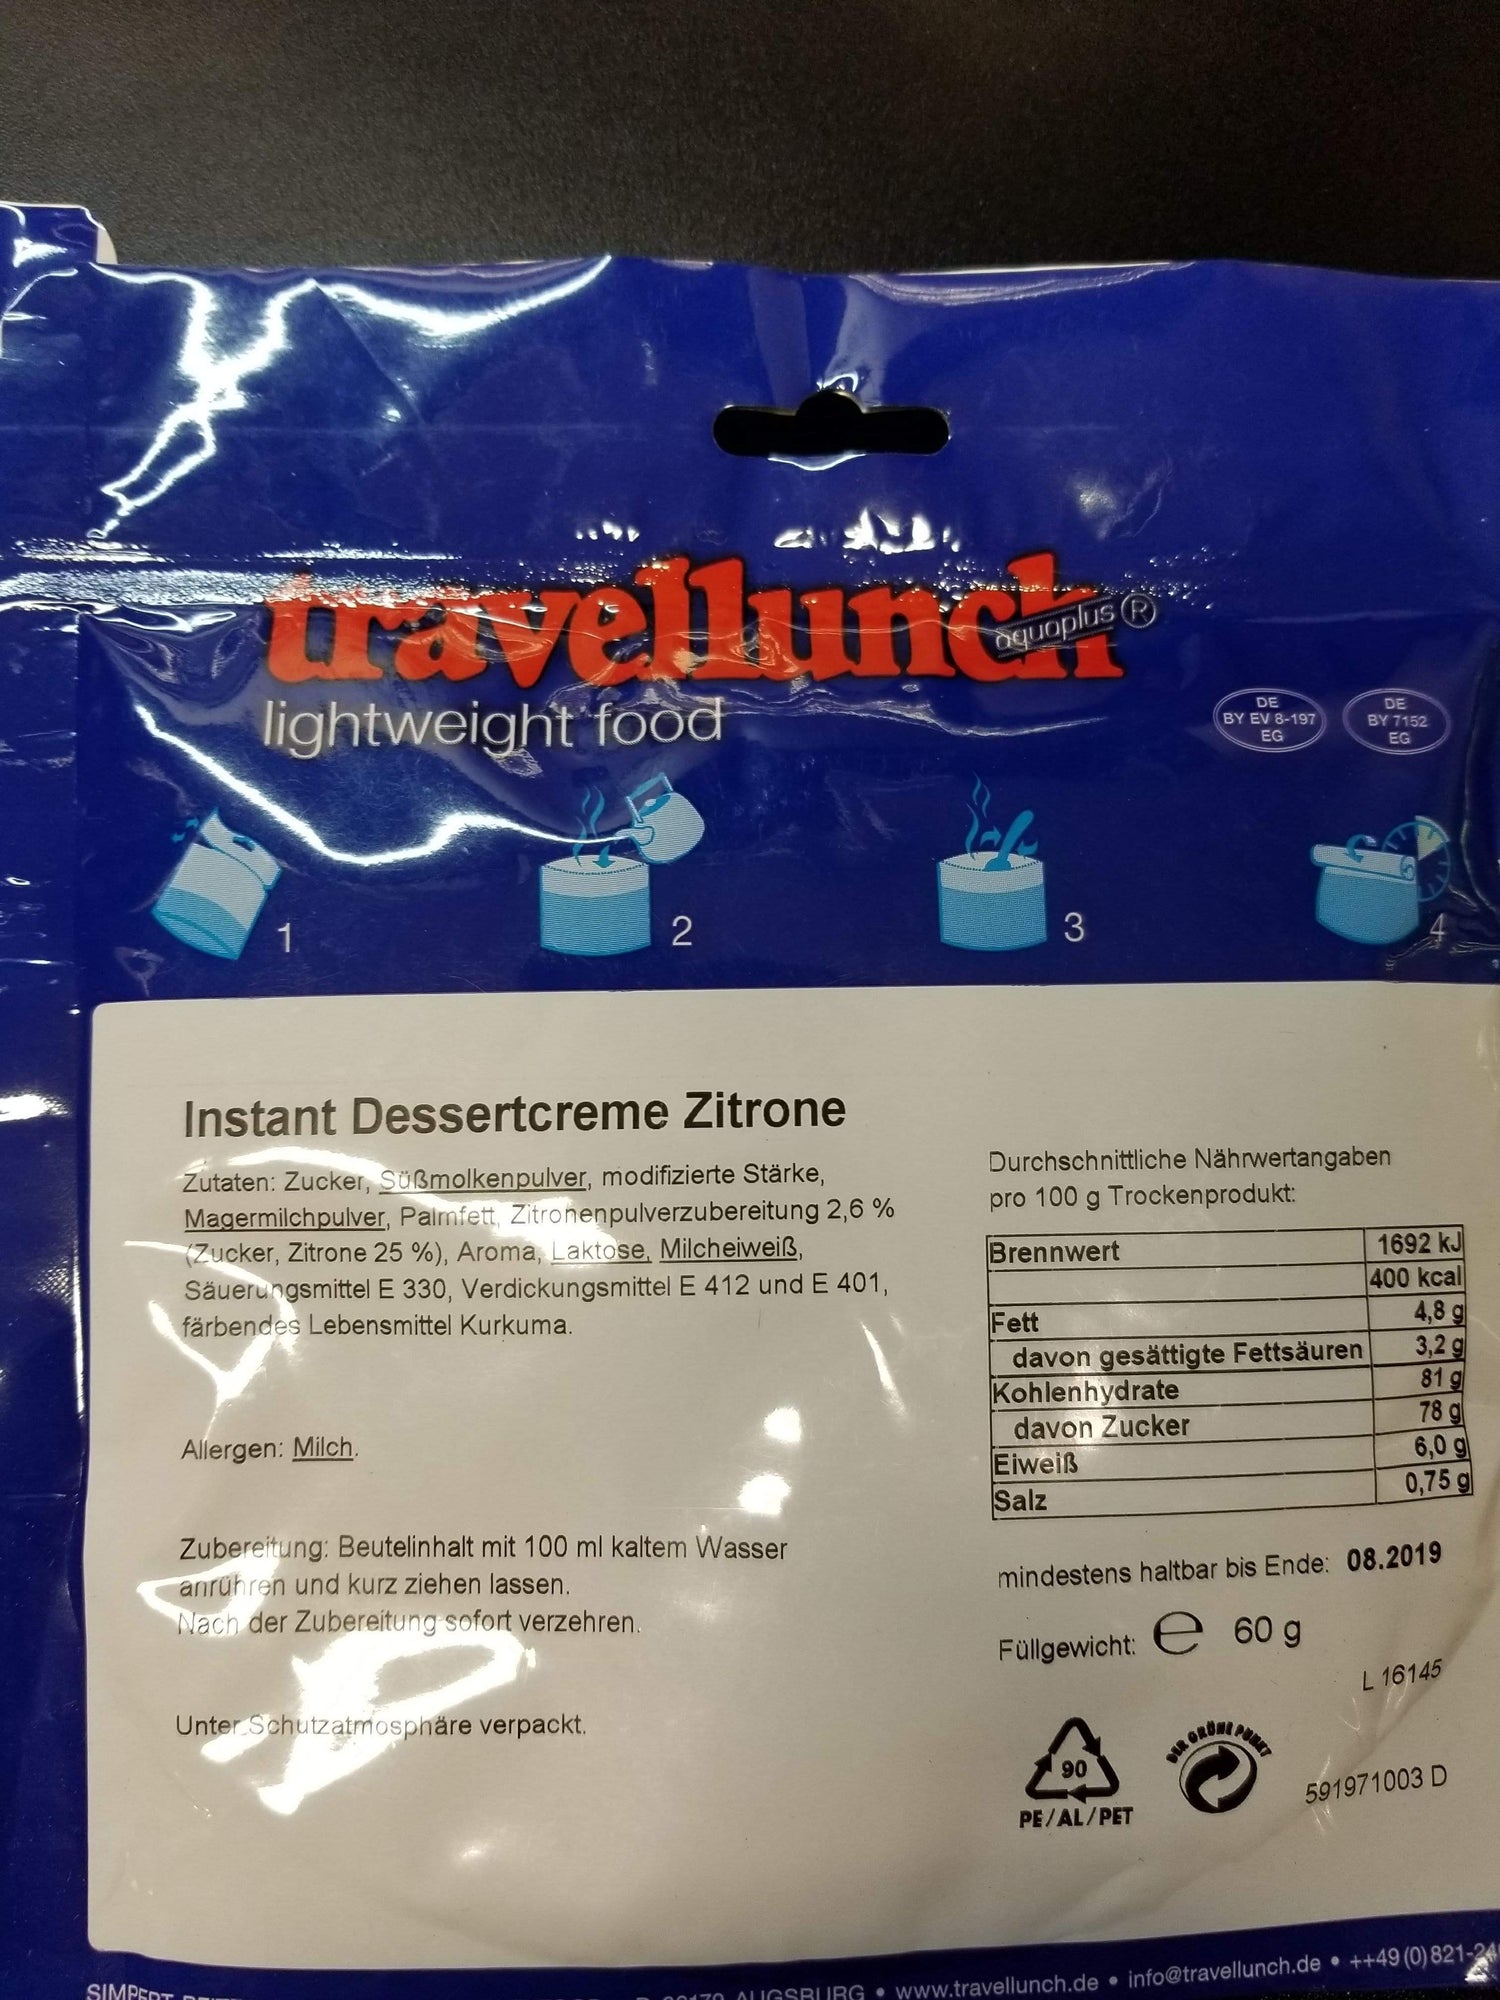 travellunch
aquaplus ®
lightweight food
DE
BY EV 8-197
EG
DE
BY 7152
EG
1
2
3
4
Instant Dessertcreme Zitrone
Zutaten: Zucker, Süßmolkenpulver, modifizierte Stärke,
Magermilchpulver, Palmfett, Zitronenpulverzubereitung 2,6 %
(Zucker, Zitrone 25 %), Aroma, Laktose, Milcheiweiß,
Säuerungsmittel E 330, Verdickungsmittel E 412 und E 401,
färbendes Lebensmittel Kurkuma.
Allergen: Milch.
Zubereitung: Beutelinhalt mit 100 ml kaltem Wasser
anrühren und kurz ziehen lassen.
Nach der Zubereitung sofort verzehren.
Unter Schutzatmosphäre verpackt.
Durchschnittliche Nährwertangaben
pro 100 g Trockenprodukt:
Brennwert 1692 kJ
400 kcal
Fett 4,8 g
davon gesättigte Fettsäuren 3,2 g
Kohlenhydrate 81 g
davon Zucker 78 g
Eiweiß 6,0 g
Salz 0,75 g
mindestens haltbar bis Ende: 08.2019
Füllgewicht: e 60 g
L 16145
90
PE/AL/PET
DER GRÜNE PUNKT
591971003 D
AUGSBURG • www.travellunch.de • info@travellunch.de • ++49 (0) 821-24